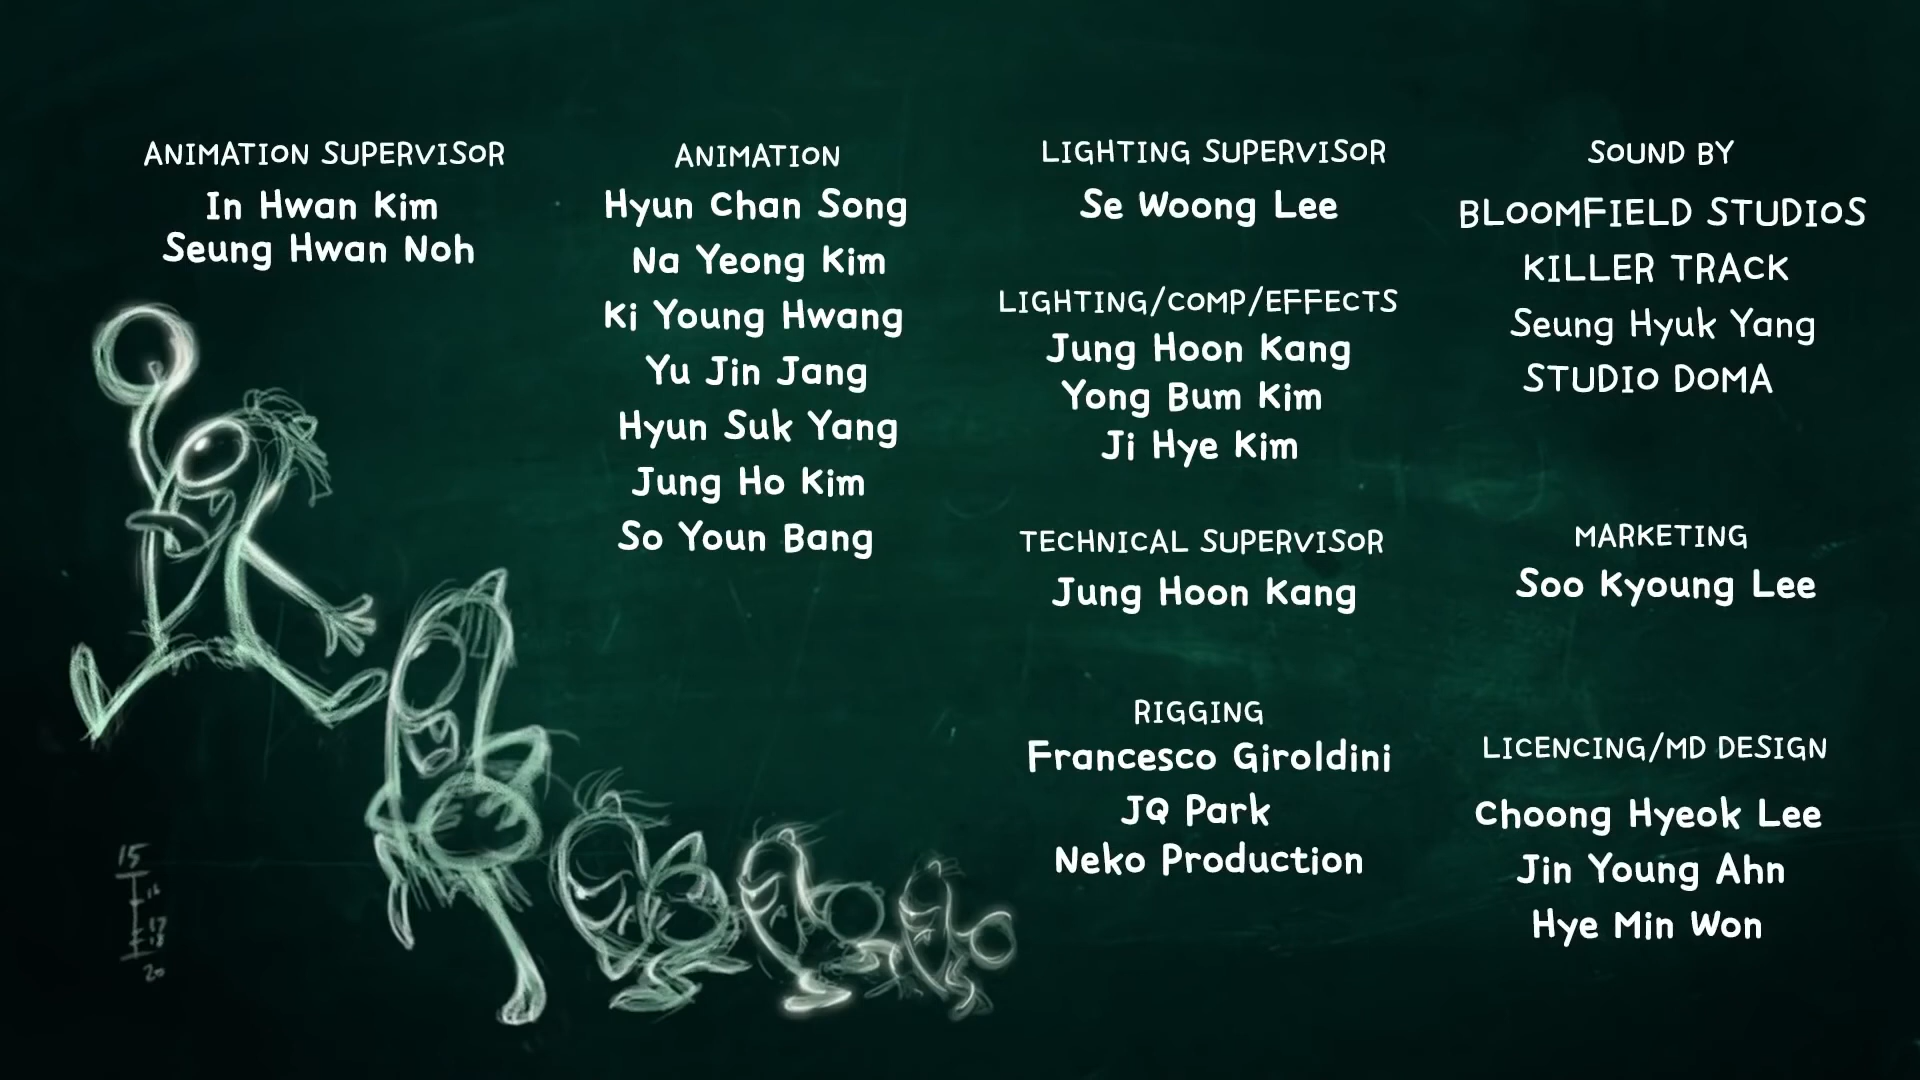 ANIMATION SUPERVISOR
In Hwan Kim
Seung Hwan Noh
ANIMATION
Hyun Chan Song
Na Yeong Kim
Ki Young Hwang
Yu Jin Jang
Hyun Suk Yang
Jung Ho Kim
So Youn Bang
LIGHTING SUPERVISOR
Se Woong Lee
LIGHTING/COMP/EFFECTS
Jung Hoon Kang
Yong Bum Kim
Ji Hye Kim
TECHNICAL SUPERVISOR
Jung Hoon Kang
RIGGING
Francesco Giroldini
JQ Park
Neko Production
SOUND BY
BLOOMFIELD STUDIOS
KILLER TRACK
Seung Hyuk Yang
STUDIO DOMA
MARKETING
Soo Kyoung Lee
LICENCING/MD DESIGN
Choong Hyeok Lee
Jin Young Ahn
Hye Min Won
15
16
17
18
20